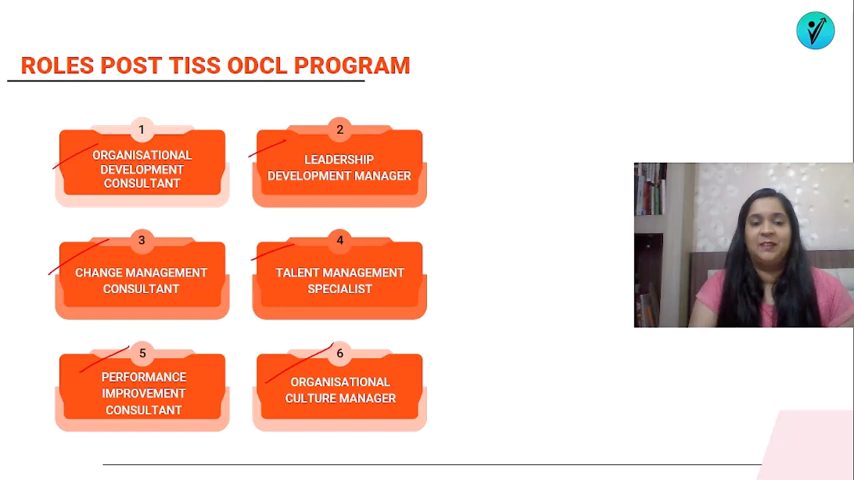 ROLES POST TISS ODCL PROGRAM
1
ORGANISATIONAL
DEVELOPMENT
CONSULTANT
2
LEADERSHIP
DEVELOPMENT MANAGER
3
CHANGE MANAGEMENT
CONSULTANT
4
TALENT MANAGEMENT
SPECIALIST
5
PERFORMANCE
IMPROVEMENT
CONSULTANT
6
ORGANISATIONAL
CULTURE MANAGER